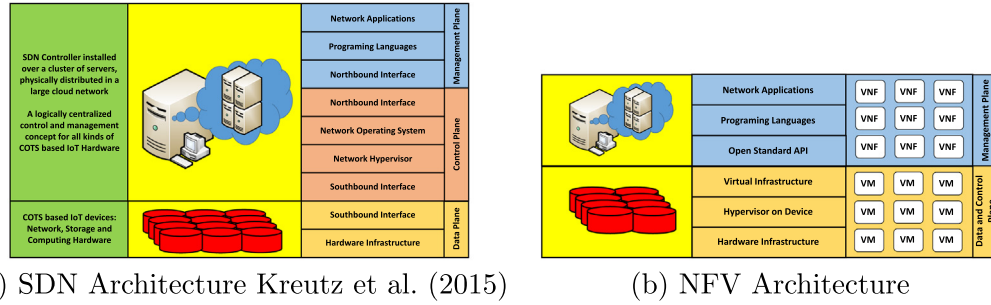 SDN Controller installed
over a cluster of servers,
physically distributed in a
large cloud network
A logically centralized
control and management
concept for all kinds of
COTS based IoT Hardware
COTS based IoT devices:
Network, Storage and
Computing Hardware
Network Applications
Programing Languages
Northbound Interface
Northbound Interface
Network Operating System
Network Hypervisor
Southbound Interface
Southbound Interface
Hardware Infrastructure
Management Plane
Control Plane
Data Plane
) SDN Architecture Kreutz et al. (2015)
Network Applications
Programing Languages
Open Standard API
Virtual Infrastructure
Hypervisor on Device
Hardware Infrastructure
VNF VNF VNF
VNF VNF VNF
VNF VNF VNF
VM VM VM
VM VM VM
VM VM VM
Management Plane
Data and Control
Plane
(b) NFV Architecture